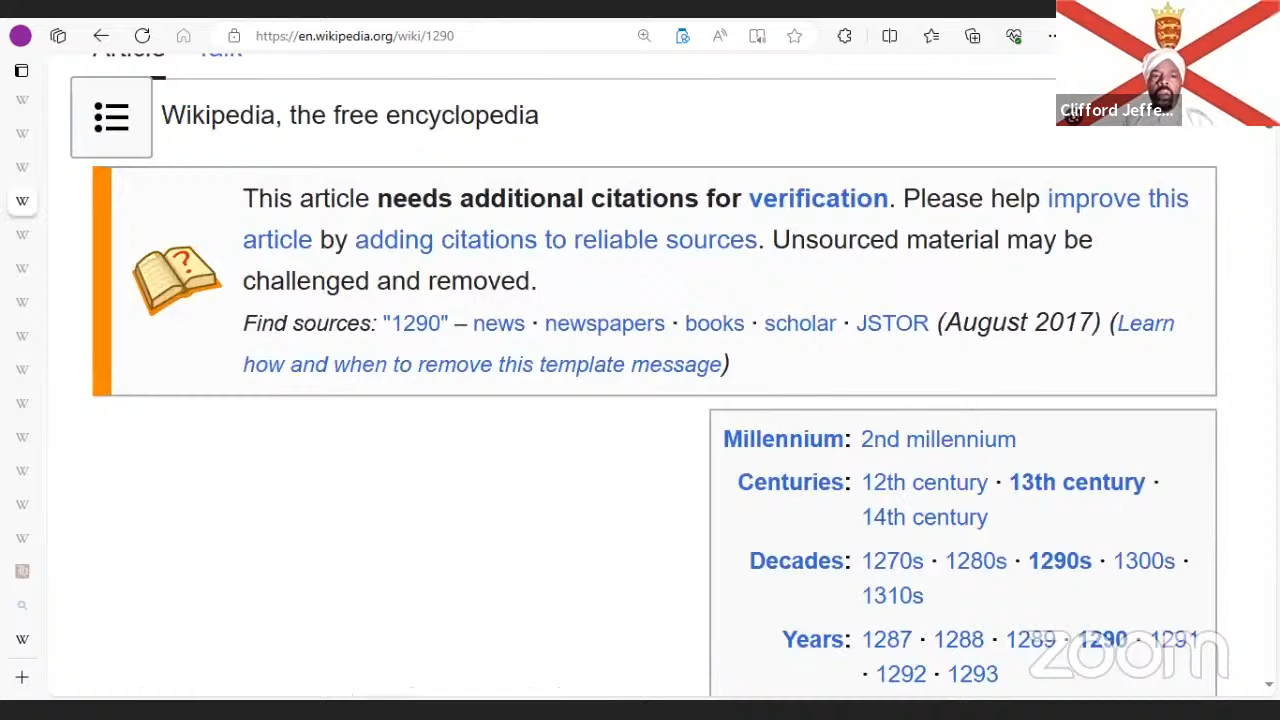 https://en.wikipedia.org/wiki/1290
Clifford Jeffe...
Wikipedia, the free encyclopedia
This article needs additional citations for verification. Please help improve this
article by adding citations to reliable sources. Unsourced material may be
challenged and removed.
Find sources: "1290" – news · newspapers · books · scholar · JSTOR (August 2017) (Learn
how and when to remove this template message)
Millennium: 2nd millennium
Centuries: 12th century · 13th century ·
14th century
Decades: 1270s · 1280s · 1290s · 1300s ·
1310s
Years: 1287 · 1288 · 1289 · 1290 · 1291
· 1292 · 1293
zoom